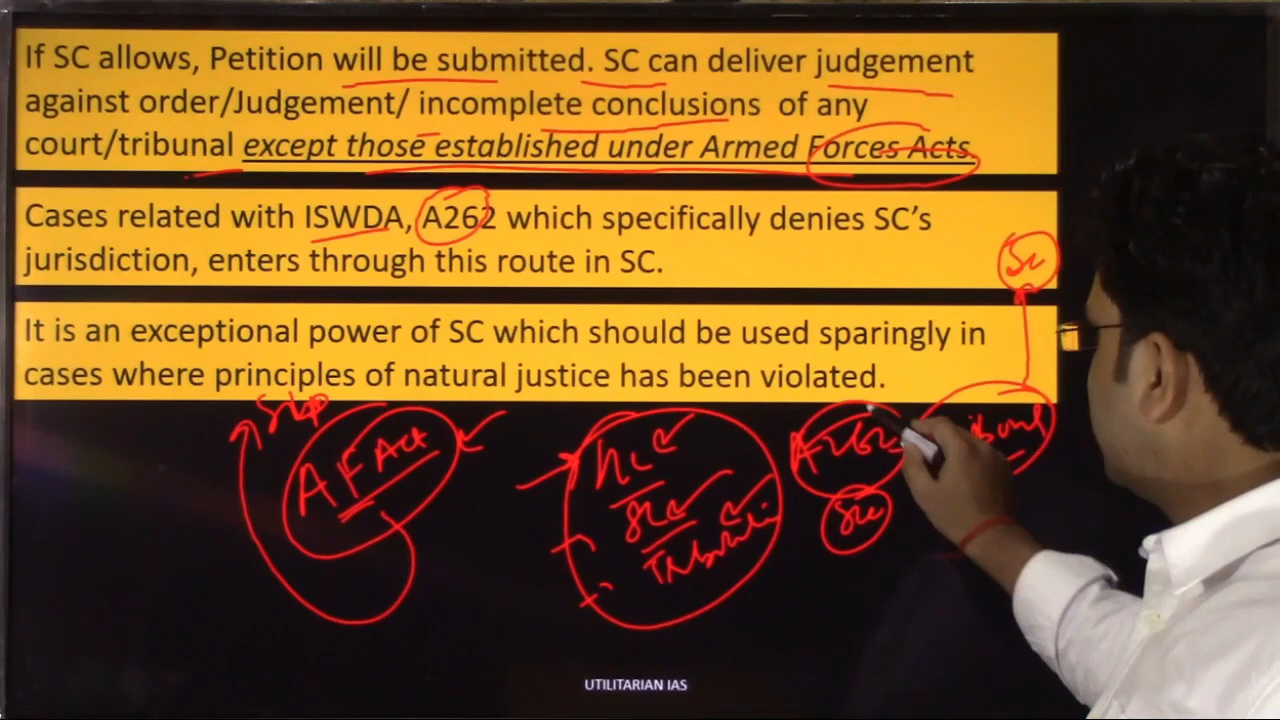 If SC allows, Petition will be submitted. SC can deliver judgement
against order/Judgement/ incomplete conclusions of any
court/tribunal except those established under Armed Forces Acts.
Cases related with ISWDA, A262 which specifically denies SC's
jurisdiction, enters through this route in SC.
SC
It is an exceptional power of SC which should be used sparingly in
cases where principles of natural justice has been violated.
AF Act
A262
UTILITARIAN IAS